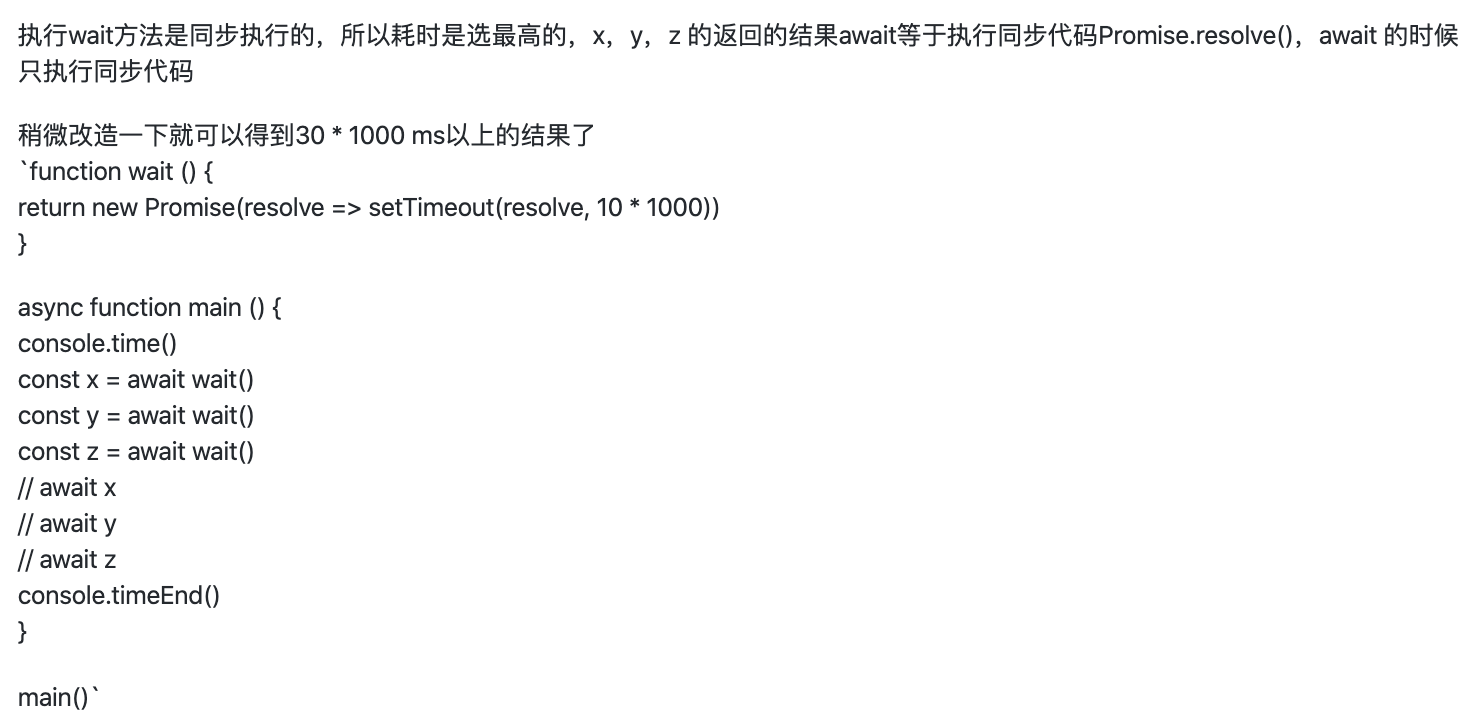 执行wait方法是同步执行的，所以耗时是选最高的，x，y，z 的返回的结果await等于执行同步代码Promise.resolve()，await 的时候
只执行同步代码
稍微改造一下就可以得到30 * 1000 ms以上的结果了
`function wait () {
return new Promise(resolve => setTimeout(resolve, 10 * 1000))
}
async function main () {
console.time()
const x = await wait()
const y = await wait()
const z = await wait()
// await x
// await y
// await z
console.timeEnd()
}
main()`